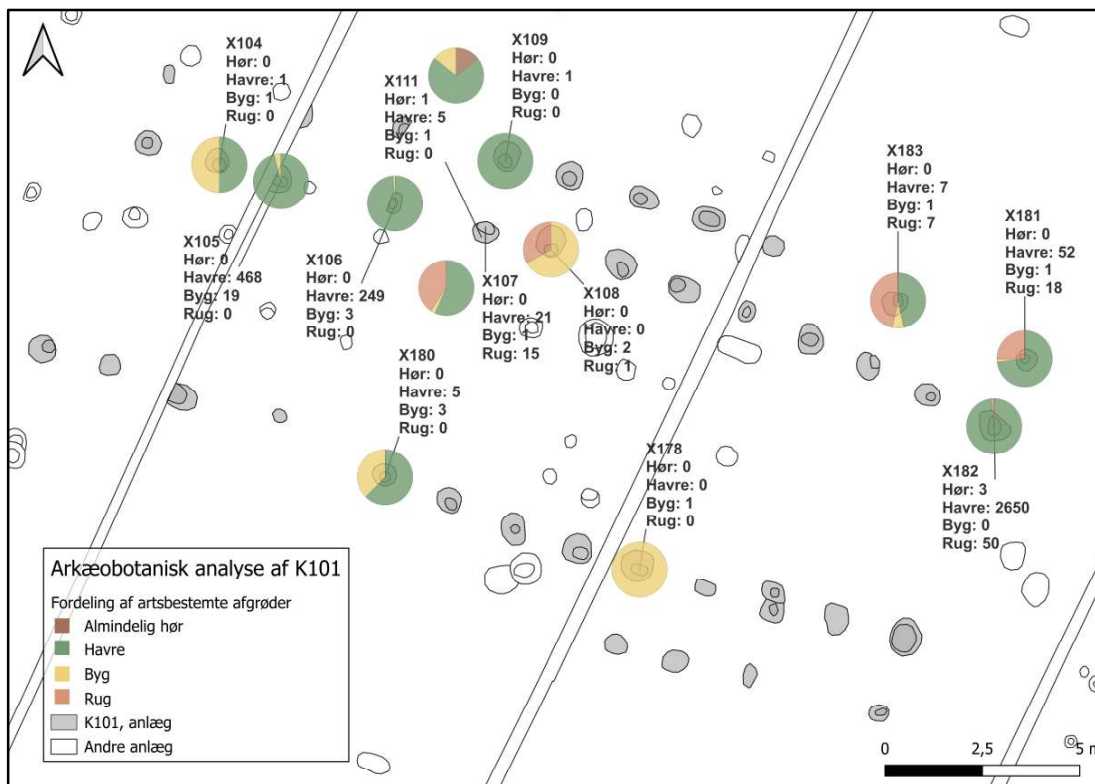 X104
Hør: 0
Havre: 1
Byg: 1
Rug: 0
X111
Hør: 1
Havre: 5
Byg: 1
Rug: 0
X109
Hør: 0
Havre: 1
Byg: 0
Rug: 0
X183
Hør: 0
Havre: 7
Byg: 1
Rug: 7
X181
Hør: 0
Havre: 52
Byg: 1
Rug: 18
X105
Hør: 0
Havre: 468
Byg: 19
Rug: 0
X106
Hør: 0
Havre: 249
Byg: 3
Rug: 0
X107
Hør: 0
Havre: 21
Byg: 1
Rug: 15
X108
Hør: 0
Havre: 0
Byg: 2
Rug: 1
X180
Hør: 0
Havre: 5
Byg: 3
Rug: 0
X178
Hør: 0
Havre: 0
Byg: 1
Rug: 0
X182
Hør: 3
Havre: 2650
Byg: 0
Rug: 50
Arkæobotanisk analyse af K101
Fordeling af artsbestemte afgrøder
Almindelig hør
Havre
Byg
Rug
K101, anlæg
Andre anlæg
0 2,5 5 m